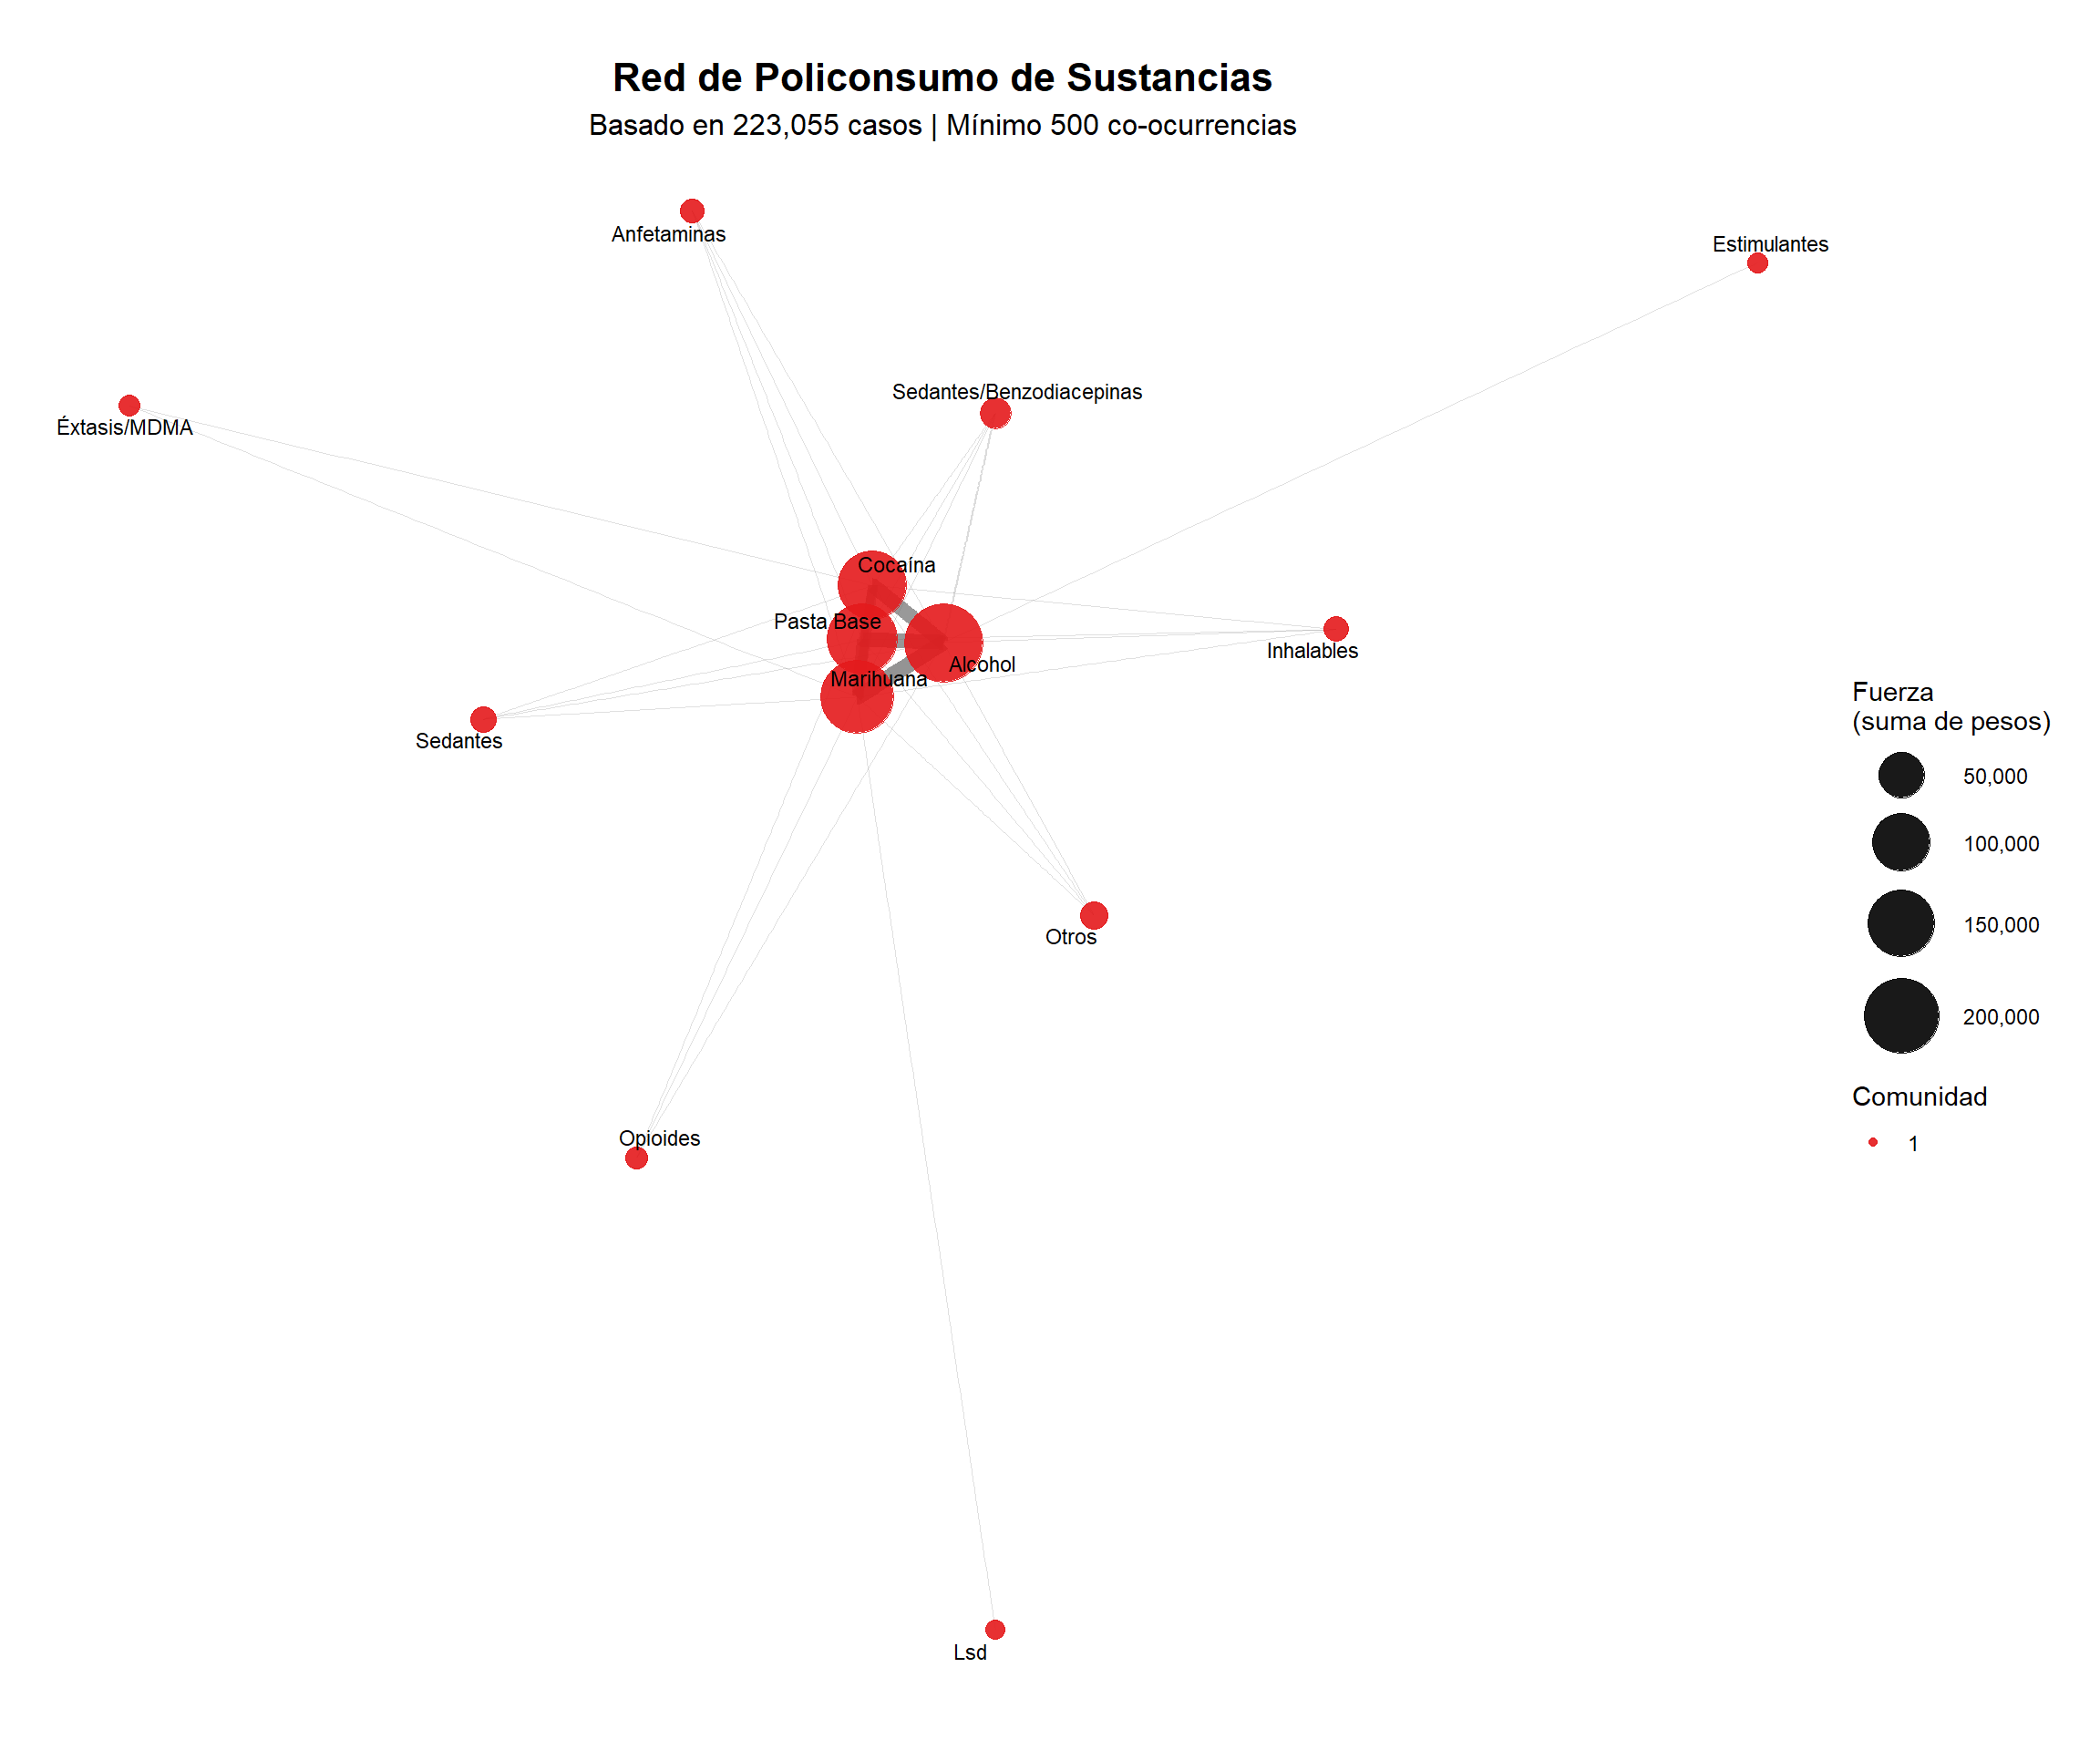 Red de Policonsumo de Sustancias
Basado en 223,055 casos | Mínimo 500 co-ocurrencias
Anfetaminas
Estimulantes
Sedantes/Benzodiacepinas
Éxtasis/MDMA
Cocaína
Pasta Base
Inhalables
Alcohol
Marihuana
Sedantes
Otros
Opioides
Lsd
Fuerza
(suma de pesos)
50,000
100,000
150,000
200,000
Comunidad
1